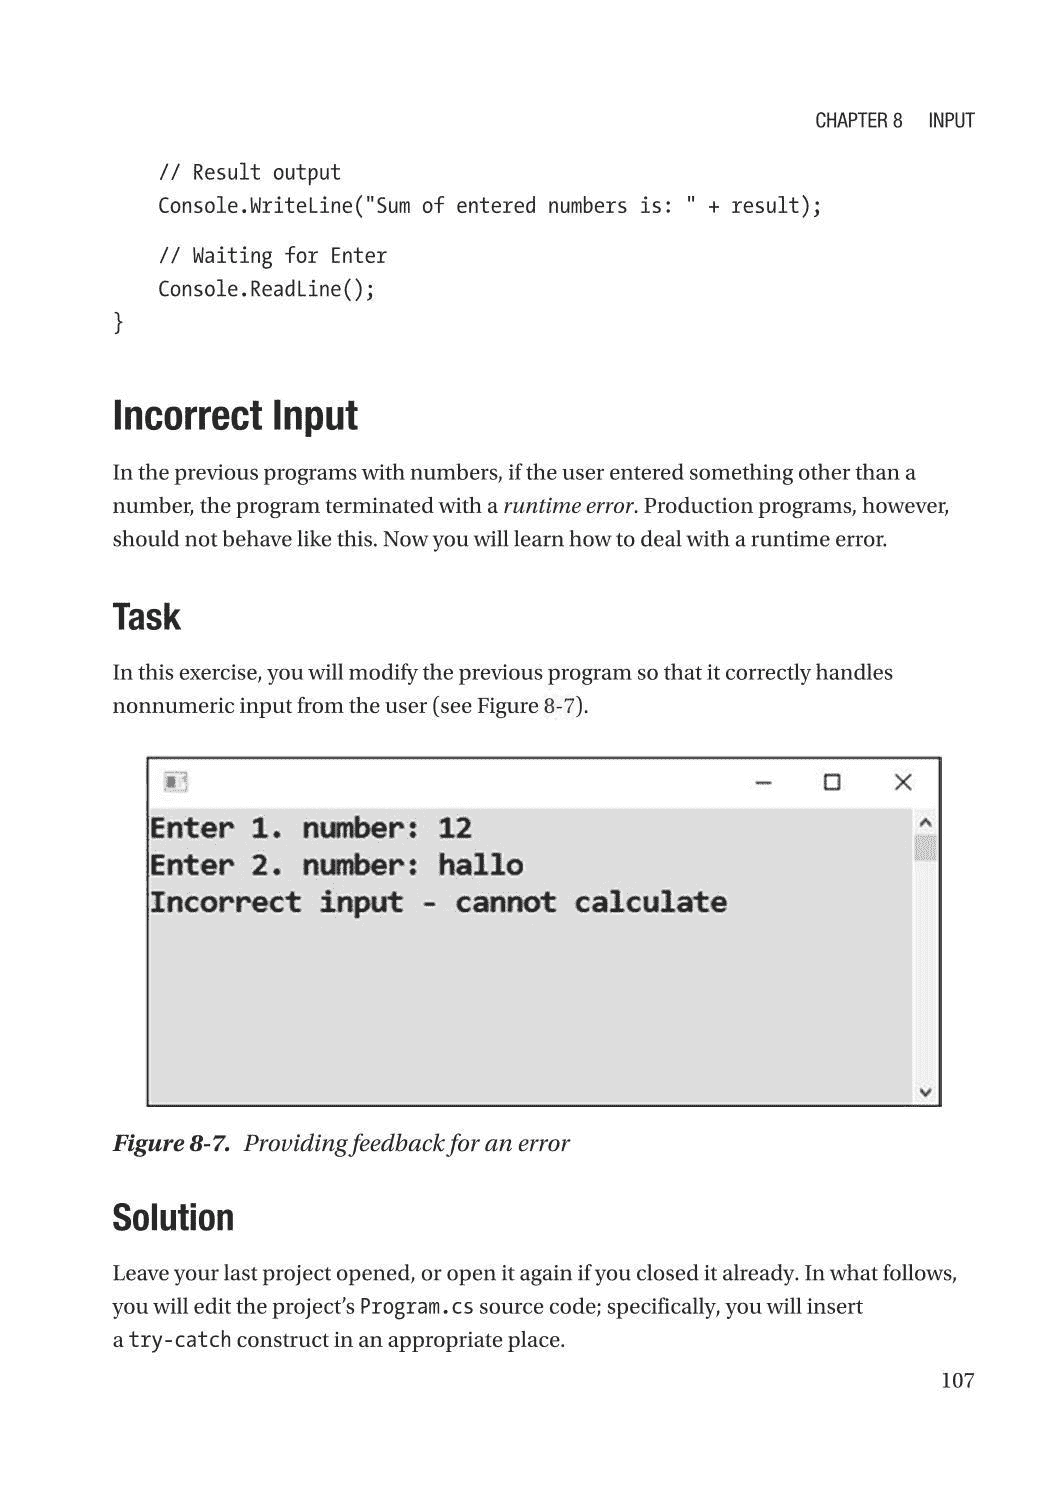 CHAPTER 8 INPUT
// Result output
Console.WriteLine("Sum of entered numbers is: " + result);
// Waiting for Enter
Console.ReadLine();
}
Incorrect Input
In the previous programs with numbers, if the user entered something other than a
number, the program terminated with a runtime error. Production programs, however,
should not behave like this. Now you will learn how to deal with a runtime error.
Task
In this exercise, you will modify the previous program so that it correctly handles
nonnumeric input from the user (see Figure 8-7).
Enter 1. number: 12
Enter 2. number: hallo
Incorrect input - cannot calculate
Figure 8-7. Providing feedback for an error
Solution
Leave your last project opened, or open it again if you closed it already. In what follows,
you will edit the project's Program.cs source code; specifically, you will insert
a try-catch construct in an appropriate place.
107